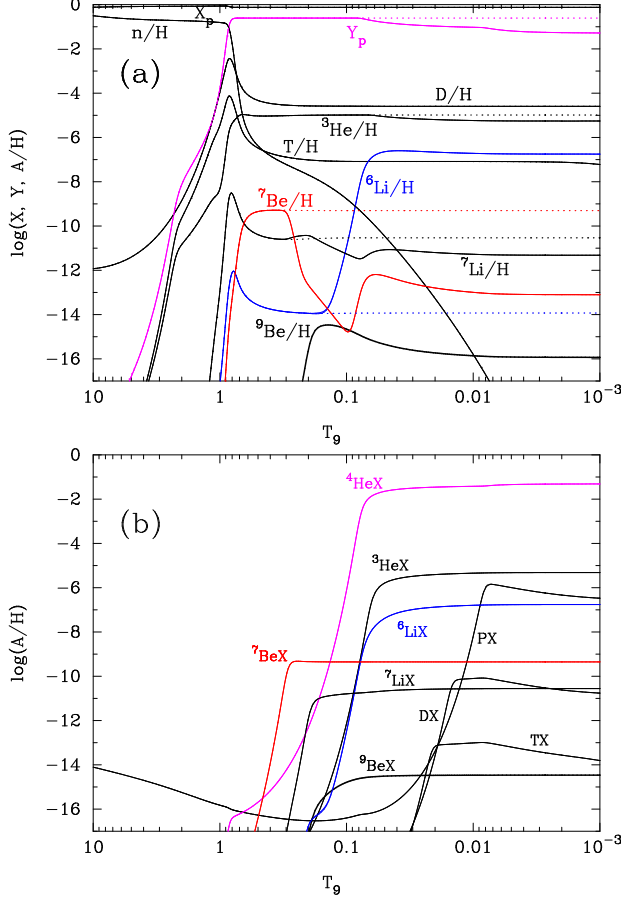 0
−2
−4
−6
−8
−10
−12
−14
−16
log(X, Y, A/H)
X_p
n/H
Y_p
(a)
D/H
³He/H
T/H
⁶Li/H
⁷Be/H
⁷Li/H
⁹Be/H
10 1 0.1 0.01 10⁻³
T₉
0
−2
−4
−6
−8
−10
−12
−14
−16
log(A/H)
⁴HeX
(b)
³HeX
⁶LiX
PX
⁷BeX
⁷LiX
DX
TX
⁹BeX
10 1 0.1 0.01 10⁻³
T₉